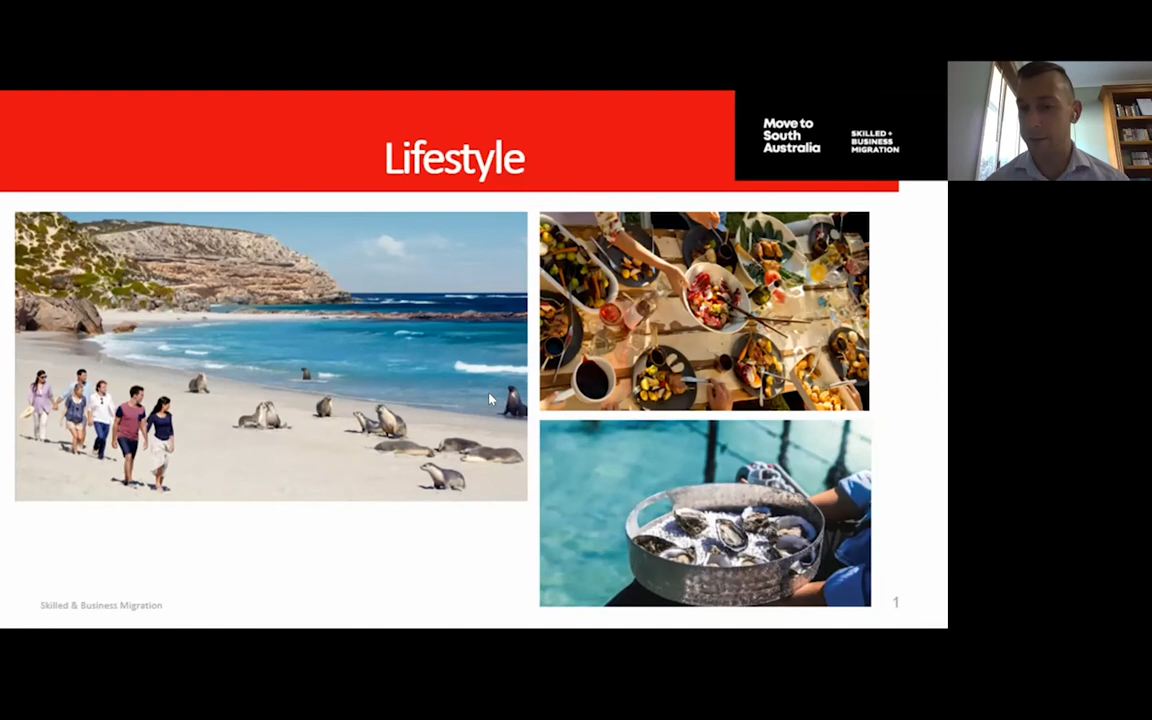 Lifestyle
Move to
South
Australia
SKILLED +
BUSINESS
MIGRATION
Skilled & Business Migration
1